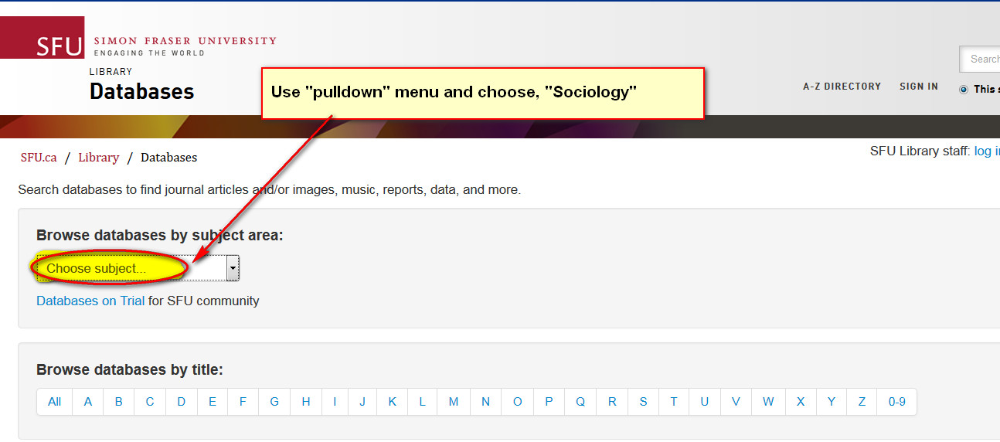 SFU SIMON FRASER UNIVERSITY
ENGAGING THE WORLD
LIBRARY
Databases
Use "pulldown" menu and choose, "Sociology"
Search
A-Z DIRECTORY SIGN IN
This s
SFU.ca / Library / Databases
SFU Library staff: log i
Search databases to find journal articles and/or images, music, reports, data, and more.
Browse databases by subject area:
Choose subject...
Databases on Trial for SFU community
Browse databases by title:
All A B C D E F G H I J K L M N O P Q R S T U V W X Y Z 0-9